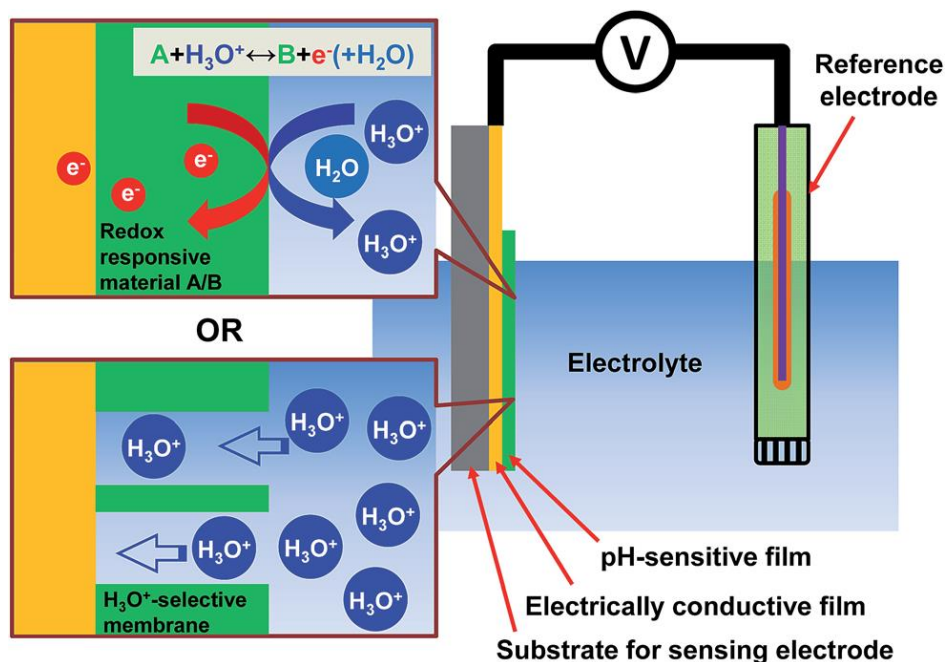 A+H₃O⁺↔B+e⁻(+H₂O)
H₃O⁺
e⁻
H₂O
e⁻
e⁻
H₃O⁺
Redox
responsive
material A/B
OR
H₃O⁺
H₃O⁺
H₃O⁺
H₃O⁺
H₃O⁺
H₃O⁺
H₃O⁺
H₃O⁺
H₃O⁺-selective
membrane
V
Reference
electrode
Electrolyte
pH-sensitive film
Electrically conductive film
Substrate for sensing electrode